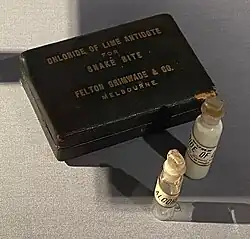 CHLORIDE OF LIME ANTIDOTE
FOR
SNAKE BITE
FELTON GRIMWADE & CO.
MELBOURNE